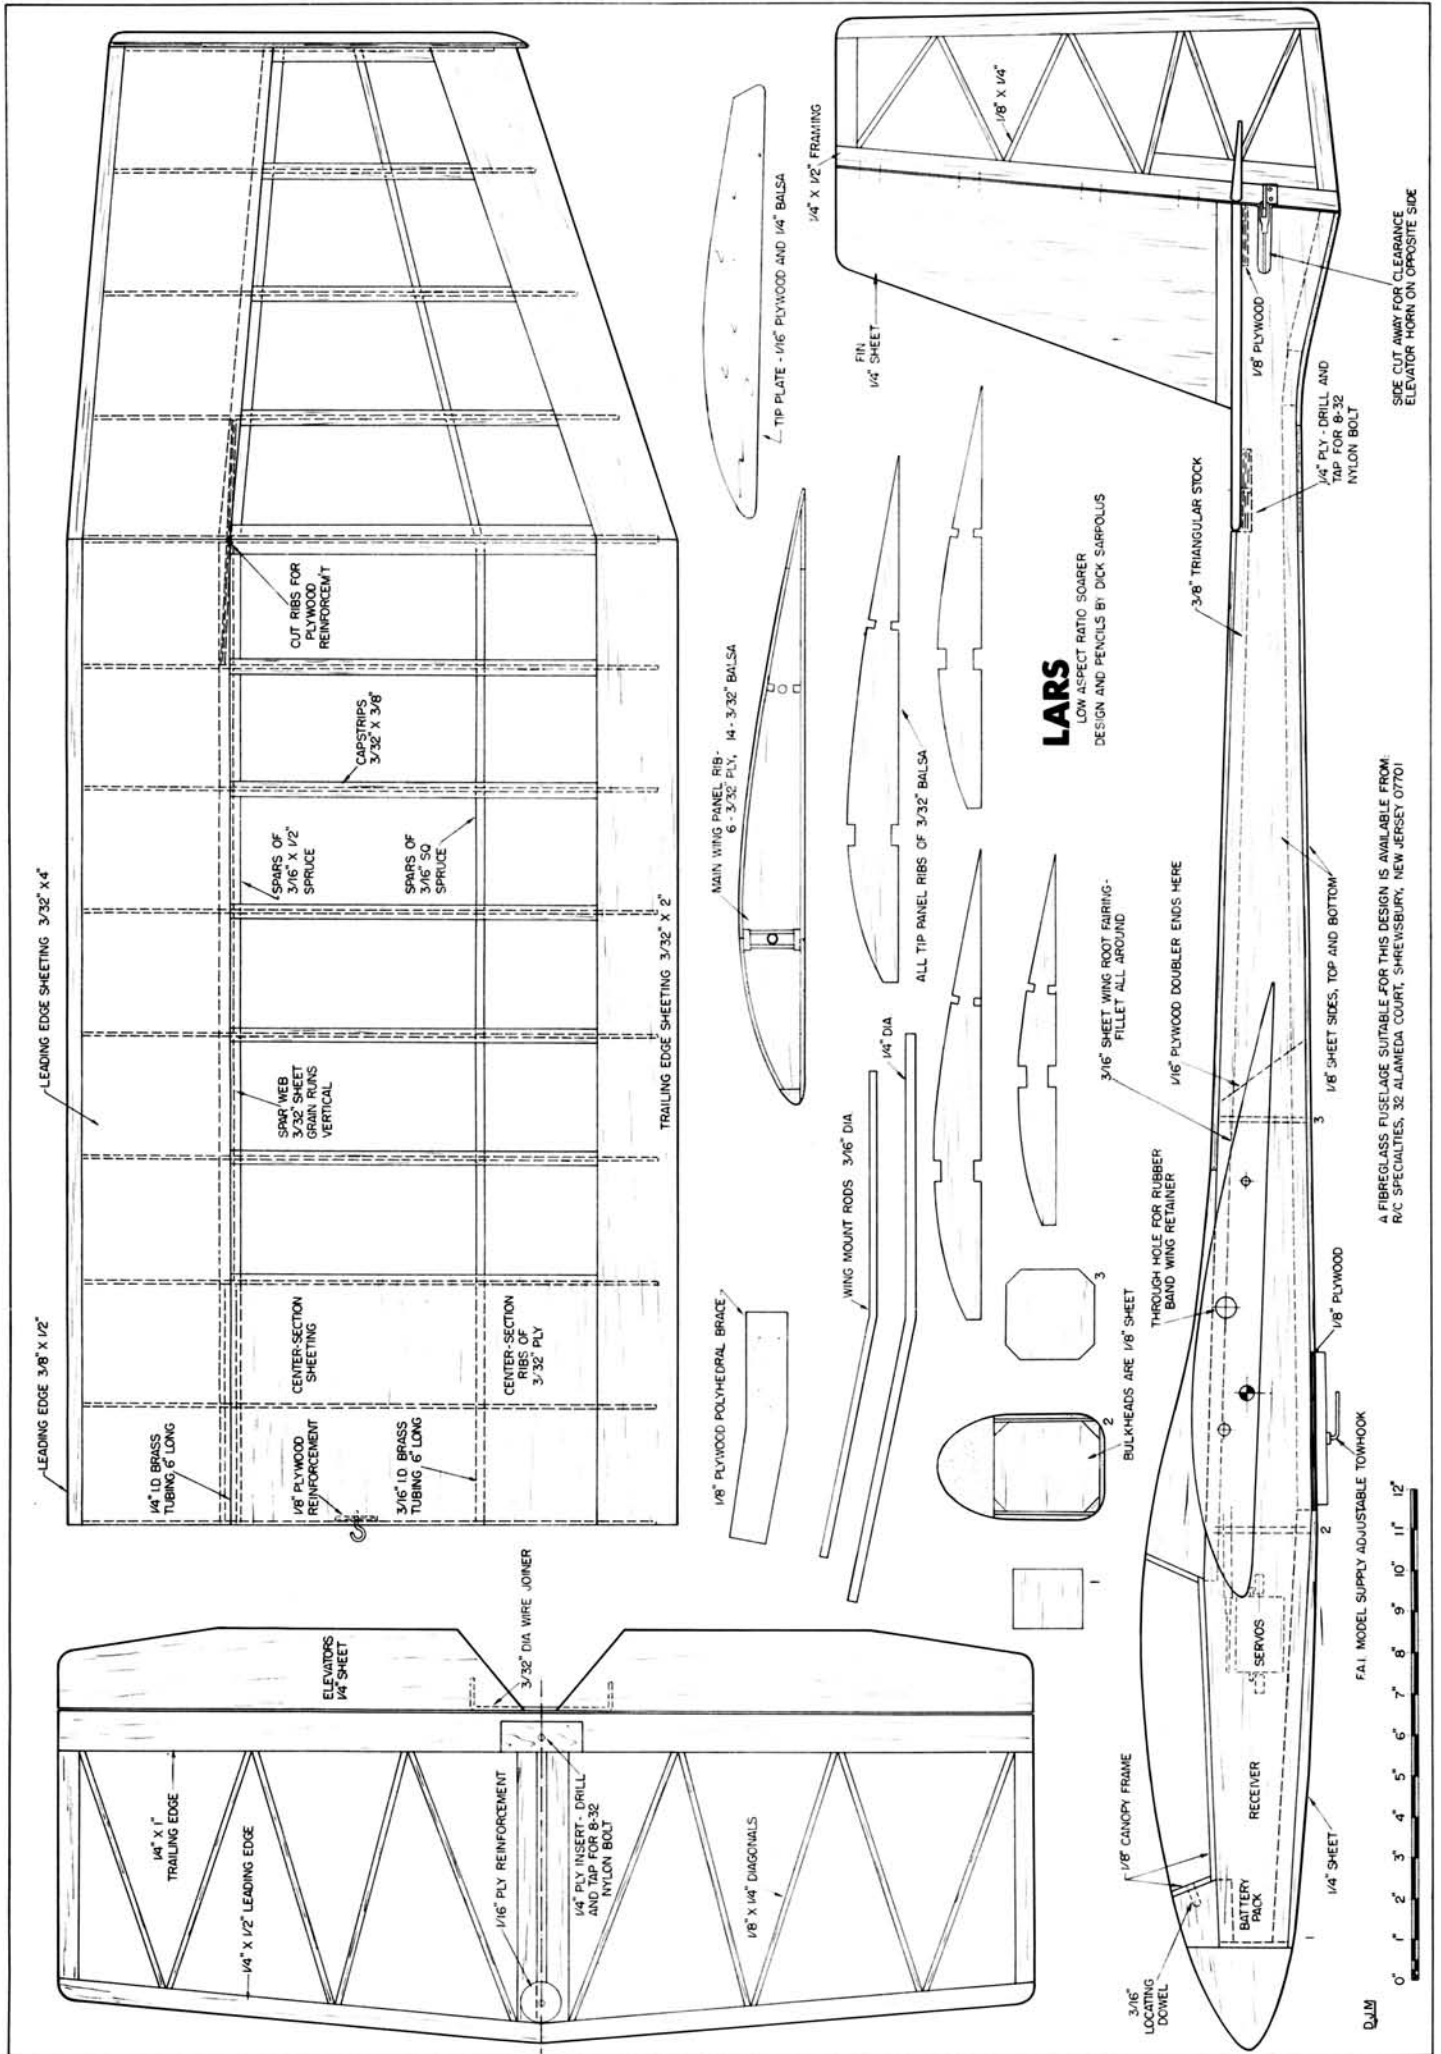 LEADING EDGE 3/8" X 1/2"
LEADING EDGE SHEETING 3/32" X 4"
1/4" I.D. BRASS
TUBING, 6" LONG
1/8" PLYWOOD
REINFORCEMENT
3/16" I.D. BRASS
TUBING 6" LONG
CENTER-SECTION
SHEETING
CENTER-SECTION
RIBS OF
3/32" PLY
SPAR WEB
3/32" SHEET
GRAIN RUNS
VERTICAL
SPARS OF
3/16" X 1/2"
SPRUCE
SPARS OF
3/16" SQ
SPRUCE
CAPSTRIPS
3/32" X 3/8"
CUT RIBS FOR
PLYWOOD
REINFORCEM'T
TRAILING EDGE SHEETING 3/32" X 2"
ELEVATORS
1/4" SHEET
3/32" DIA WIRE JOINER
1/4" X 1"
TRAILING EDGE
1/4" X 1/2" LEADING EDGE
1/16" PLY REINFORCEMENT
1/4" PLY INSERT - DRILL
AND TAP FOR 8-32
NYLON BOLT
1/8" X 1/4" DIAGONALS
1/8" PLYWOOD POLYHEDRAL BRACE
WING MOUNT RODS 3/16" DIA
1/4" DIA
MAIN WING PANEL RIB-
6 - 3/32" PLY, 14 - 3/32" BALSA
TIP PLATE - 1/16" PLYWOOD AND 1/4" BALSA
ALL TIP PANEL RIBS OF 3/32" BALSA
1
2
3
BULKHEADS ARE 1/8" SHEET
LARS
LOW ASPECT RATIO SOARER
DESIGN AND PENCILS BY DICK SARPOLUS
1/4" X 1/2" FRAMING
1/8" X 1/4"
FIN
1/4" SHEET
1/8" PLYWOOD
1/4" PLY - DRILL AND
TAP FOR 8-32
NYLON BOLT
SIDE CUT AWAY FOR CLEARANCE
ELEVATOR HORN ON OPPOSITE SIDE
3/8" TRIANGULAR STOCK
3/16" SHEET WING ROOT FAIRING-
FILLET ALL AROUND
1/16" PLYWOOD DOUBLER ENDS HERE
THROUGH HOLE FOR RUBBER
BAND WING RETAINER
1/8" SHEET SIDES, TOP AND BOTTOM
3
1/8" PLYWOOD
2
F.A.I. MODEL SUPPLY ADJUSTABLE TOWHOOK
SERVOS
RECEIVER
BATTERY
PACK
1/8" CANOPY FRAME
3/16"
LOCATING
DOWEL
1
1/4" SHEET
A FIBREGLASS FUSELAGE SUITABLE FOR THIS DESIGN IS AVAILABLE FROM:
R/C SPECIALTIES, 32 ALAMEDA COURT, SHREWSBURY, NEW JERSEY 07701
0" 1" 2" 3" 4" 5" 6" 7" 8" 9" 10" 11" 12"
DJM